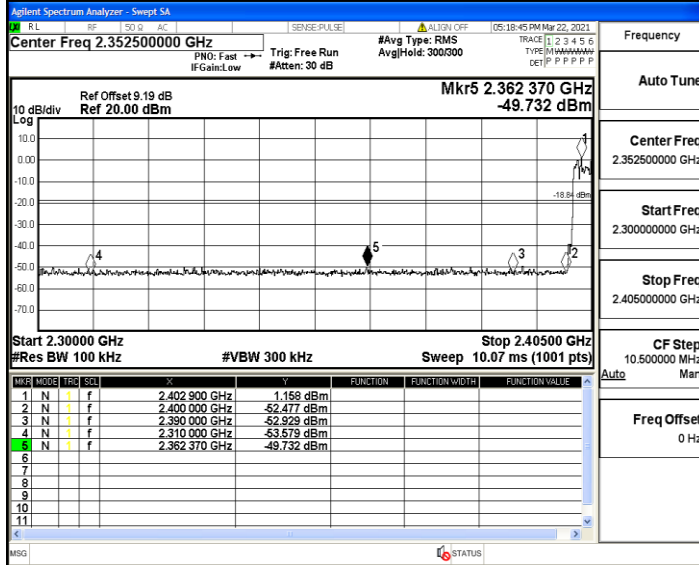 Agilent Spectrum Analyzer - Swept SA
LXI RL RF 50 Ω AC SENSE:PULSE ALIGN OFF 05:18:45 PM Mar 22, 2021
Center Freq 2.352500000 GHz
PNO: Fast
IFGain:Low
Trig: Free Run
#Atten: 30 dB
#Avg Type: RMS
Avg|Hold: 300/300
TRACE 1 2 3 4 5 6
TYPE MWWWWW
DET P P P P P P
Ref Offset 9.19 dB
10 dB/div Ref 20.00 dBm
Log
Mkr5 2.362 370 GHz
-49.732 dBm
10.0
0.00
-10.0
-20.0
-30.0
-40.0
-50.0
-60.0
-70.0
1
-18.84 dBm
4
5
3
2
Start 2.30000 GHz Stop 2.40500 GHz
#Res BW 100 kHz #VBW 300 kHz Sweep 10.07 ms (1001 pts)
MKR MODE TRC SCL X Y FUNCTION FUNCTION WIDTH FUNCTION VALUE
1 N 1 f 2.402 900 GHz 1.158 dBm
2 N 1 f 2.400 000 GHz -52.477 dBm
3 N 1 f 2.390 000 GHz -52.929 dBm
4 N 1 f 2.310 000 GHz -53.579 dBm
5 N 1 f 2.362 370 GHz -49.732 dBm
6
7
8
9
10
11
MSG STATUS
Frequency
Auto Tune
Center Freq
2.352500000 GHz
Start Freq
2.300000000 GHz
Stop Freq
2.405000000 GHz
CF Step
10.500000 MHz
Auto Man
Freq Offset
0 Hz